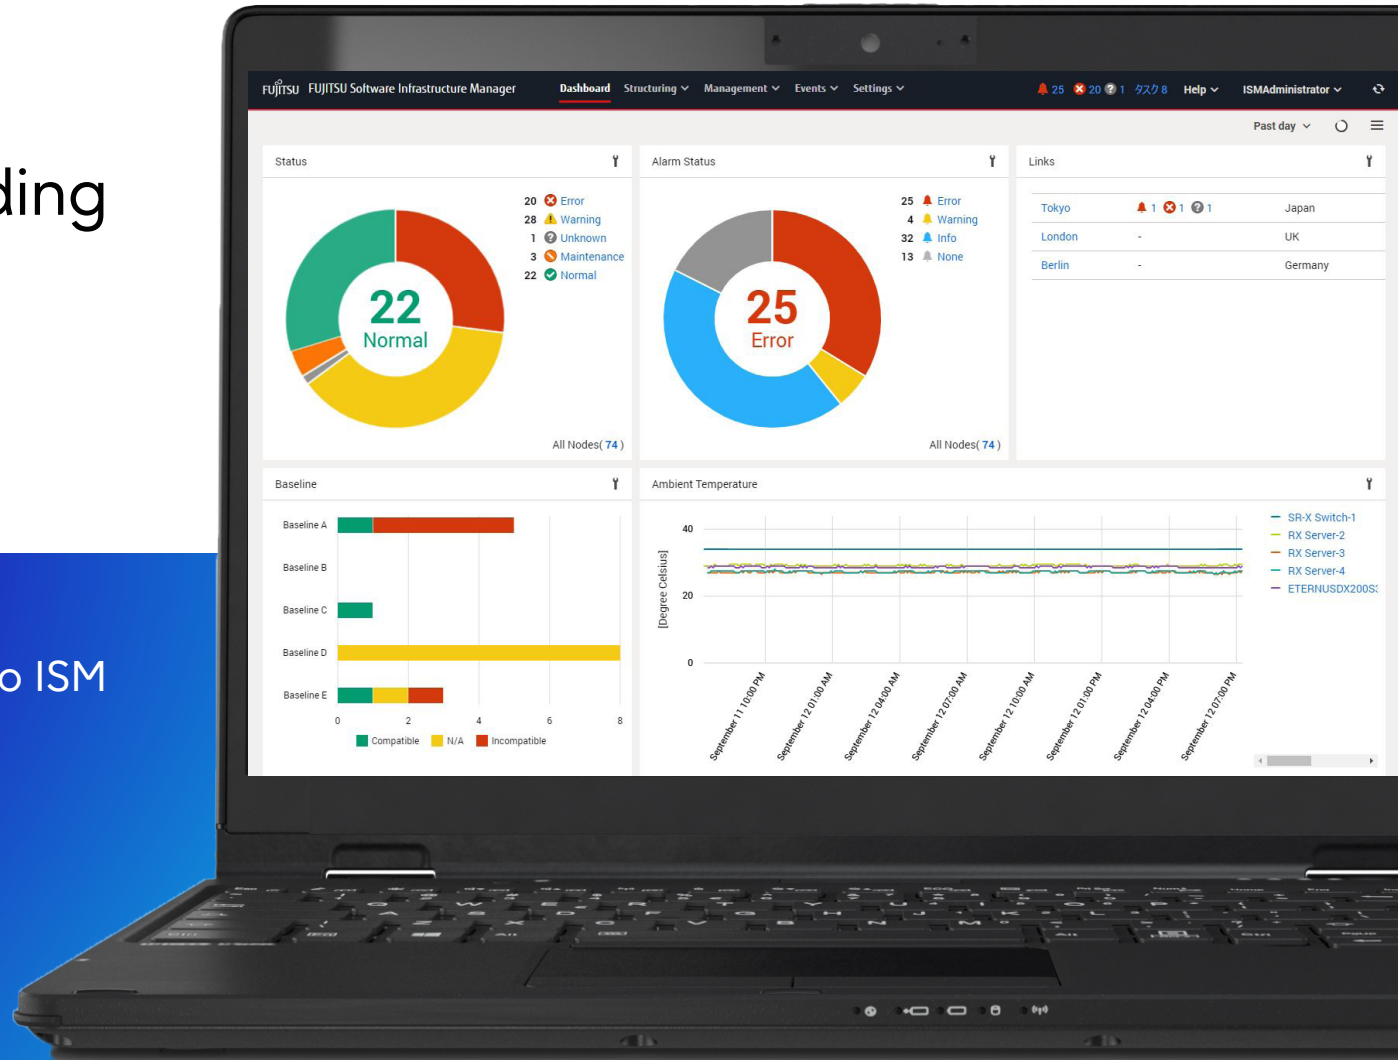 ding
o ISM
FUJITSU FUJITSU Software Infrastructure Manager Dashboard Structuring Management Events Settings 25 20 1 タスク 8 Help ISMAdministrator
Past day
Status
20 Error
28 Warning
1 Unknown
3 Maintenance
22 Normal
22
Normal
All Nodes( 74 )
Alarm Status
25 Error
4 Warning
32 Info
13 None
25
Error
All Nodes( 74 )
Links
Tokyo 1 1 1 Japan
London - UK
Berlin - Germany
Baseline
Baseline A
Baseline B
Baseline C
Baseline D
Baseline E
0 2 4 6 8
Compatible N/A Incompatible
Ambient Temperature
[Degree Celsius]
40
20
0
September 11 10:00 PM
September 12 01:00 AM
September 12 04:00 AM
September 12 07:00 AM
September 12 10:00 AM
September 12 01:00 PM
September 12 04:00 PM
September 12 07:00 PM
SR-X Switch-1
RX Server-2
RX Server-3
RX Server-4
ETERNUSDX200S